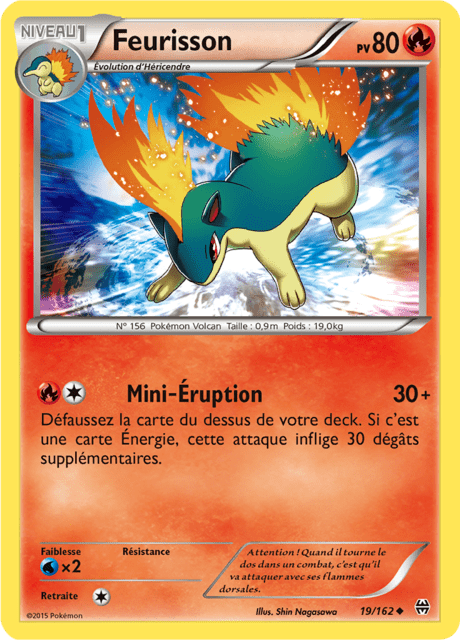 NIVEAU 1
Feurisson
PV 80
Évolution d'Héricendre
N° 156 Pokémon Volcan Taille : 0,9m Poids : 19,0kg
Mini-Éruption 30+
Défaussez la carte du dessus de votre deck. Si c'est
une carte Énergie, cette attaque inflige 30 dégâts
supplémentaires.
Faiblesse Résistance
×2
Retraite
Attention ! Quand il tourne le
dos dans un combat, c'est qu'il
va attaquer avec ses flammes
dorsales.
©2015 Pokémon
Illus. Shin Nagasawa 19/162